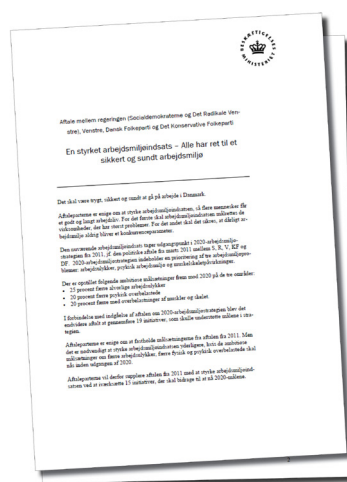 BESKÆFTIGELSES
MINISTERIET
Aftale mellem regeringen (Socialdemokraterne og Det Radikale Ven-
stre), Venstre, Dansk Folkeparti og Det Konservative Folkeparti
En styrket arbejdsmiljøindsats – Alle har ret til et
sikkert og sundt arbejdsmiljø
Det skal være trygt, sikkert og sundt at gå på arbejde i Danmark.
Aftaleparterne er enige om at styrke arbejdsmiljøindsatsen, så flere mennesker får
et godt og langt arbejdsliv. For det første skal arbejdsmiljøindsatsen målrettes de
virksomheder, der har størst problemer. For det andet skal det sikres, at dårligt ar-
bejdsmiljø aldrig bliver et konkurrenceparameter.
Den nuværende arbejdsmiljøindsats tager udgangspunkt i 2020-arbejdsmiljø-
strategien fra 2011, jf. den politiske aftale fra marts 2011 mellem S, R, V, KF og
DF. 2020-arbejdsmiljøstrategien indeholder en prioritering af tre arbejdsmiljøpro-
blemer: arbejdsulykker, psykisk arbejdsmiljø og muskelskeletpåvirkninger.
Der er opstillet følgende ambitiøse målsætninger frem mod 2020 på de tre områder:
• 25 procent færre alvorlige arbejdsulykker
• 20 procent færre psykisk overbelastede
• 20 procent færre med overbelastninger af muskler og skelet.
I forbindelse med indgåelse af aftalen om 2020-arbejdsmiljøstrategien blev det
endvidere aftalt at gennemføre 19 initiativer, som skulle understøtte målene i stra-
tegien.
Aftaleparterne er enige om at fastholde målsætningerne fra aftalen fra 2011. Men
det er nødvendigt at styrke arbejdsmiljøindsatsen yderligere, hvis de ambitiøse
målsætninger om færre arbejdsulykker, færre fysisk og psykisk overbelastede skal
nås inden udgangen af 2020.
Aftaleparterne vil derfor supplere aftalen fra 2011 med at styrke arbejdsmiljøind-
satsen ved at iværksætte 15 initiativer, der skal bidrage til at nå 2020-målene.